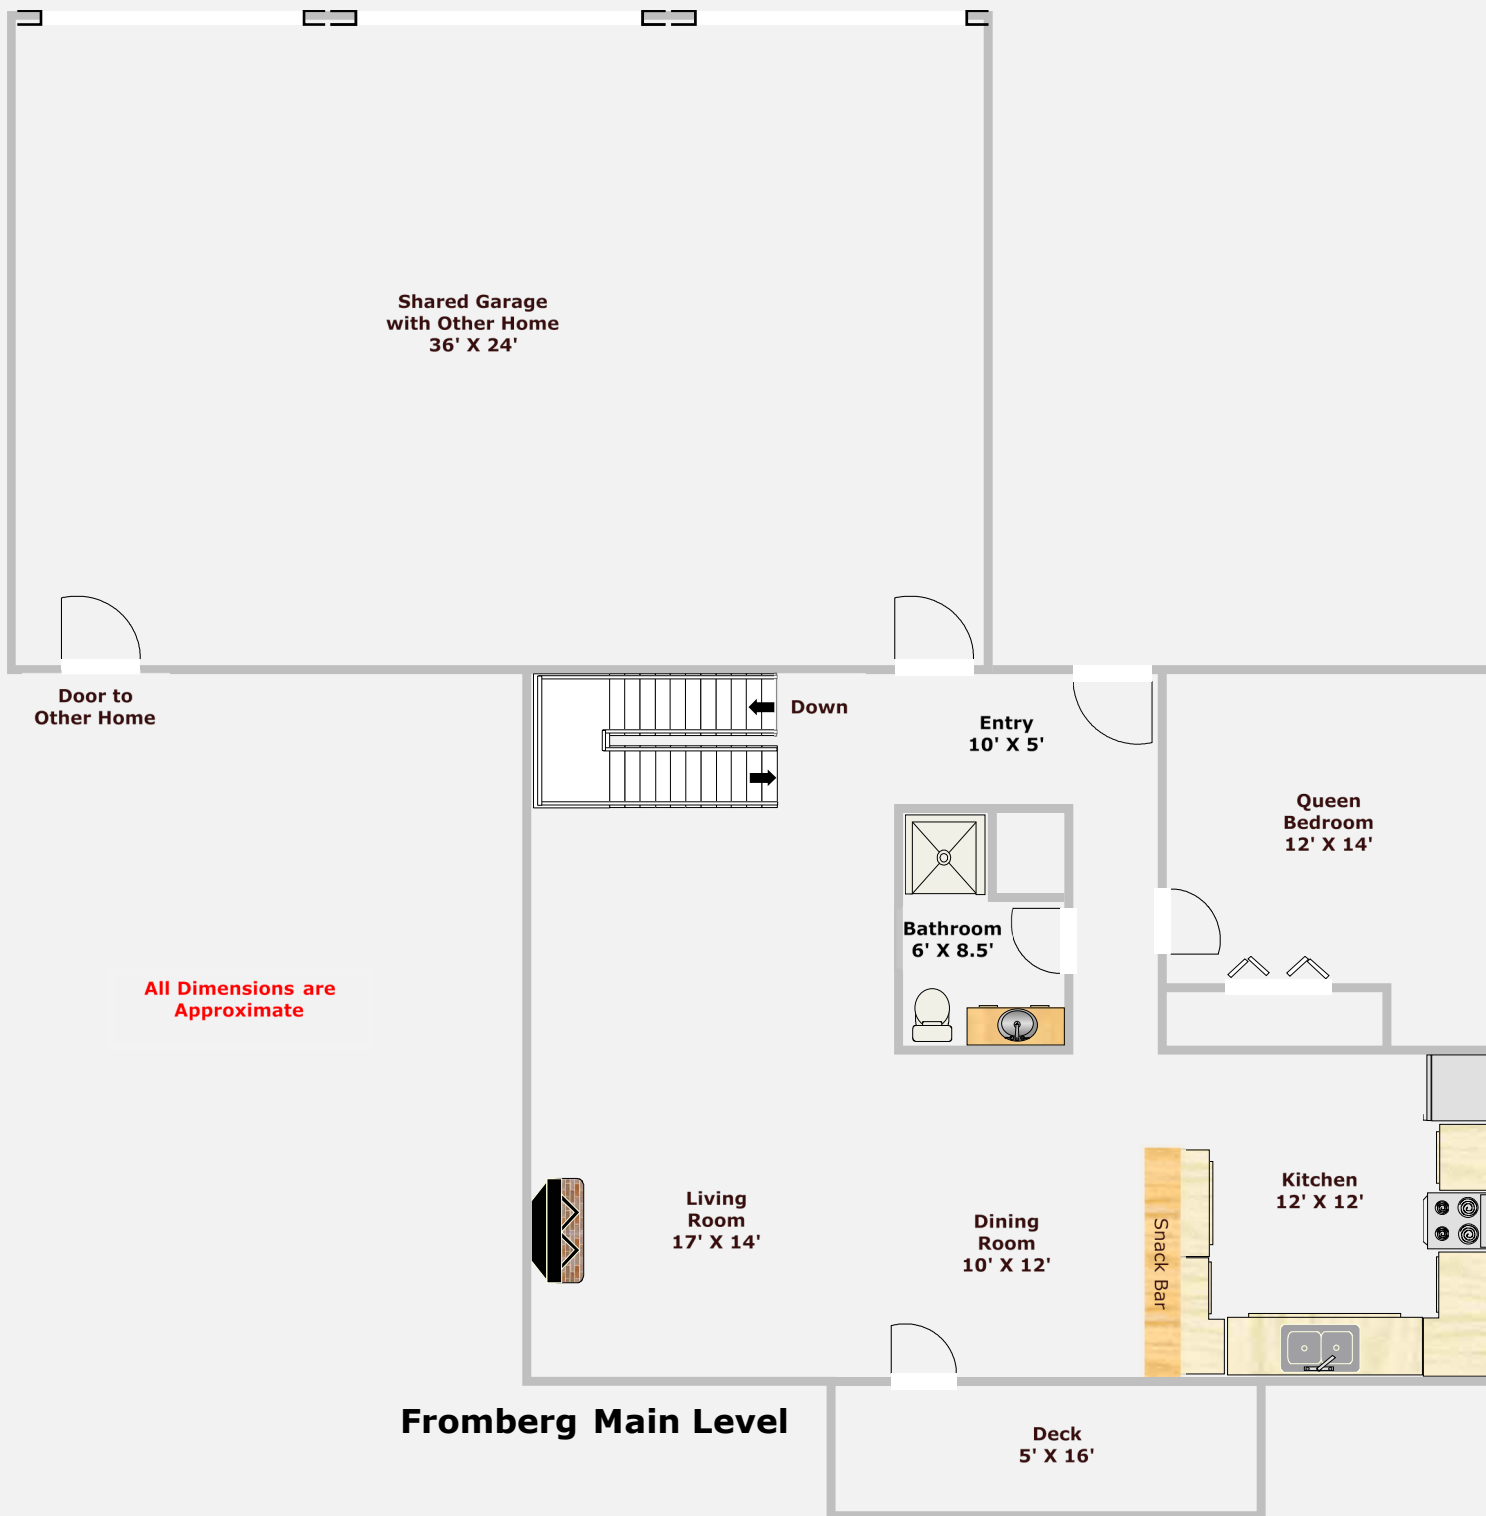 Shared Garage
with Other Home
36' X 24'
Door to
Other Home
Down
Entry
10' X 5'
Queen
Bedroom
12' X 14'
Bathroom
6' X 8.5'
All Dimensions are
Approximate
Living
Room
17' X 14'
Dining
Room
10' X 12'
Snack Bar
Kitchen
12' X 12'
Fromberg Main Level
Deck
5' X 16'